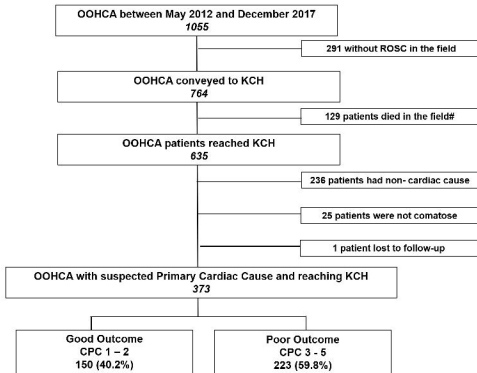 OOHCA between May 2012 and December 2017
1055
291 without ROSC in the field
OOHCA conveyed to KCH
764
129 patients died in the field#
OOHCA patients reached KCH
635
236 patients had non- cardiac cause
25 patients were not comatose
1 patient lost to follow-up
OOHCA with suspected Primary Cardiac Cause and reaching KCH
373
Good Outcome
CPC 1 – 2
150 (40.2%)
Poor Outcome
CPC 3 - 5
223 (59.8%)